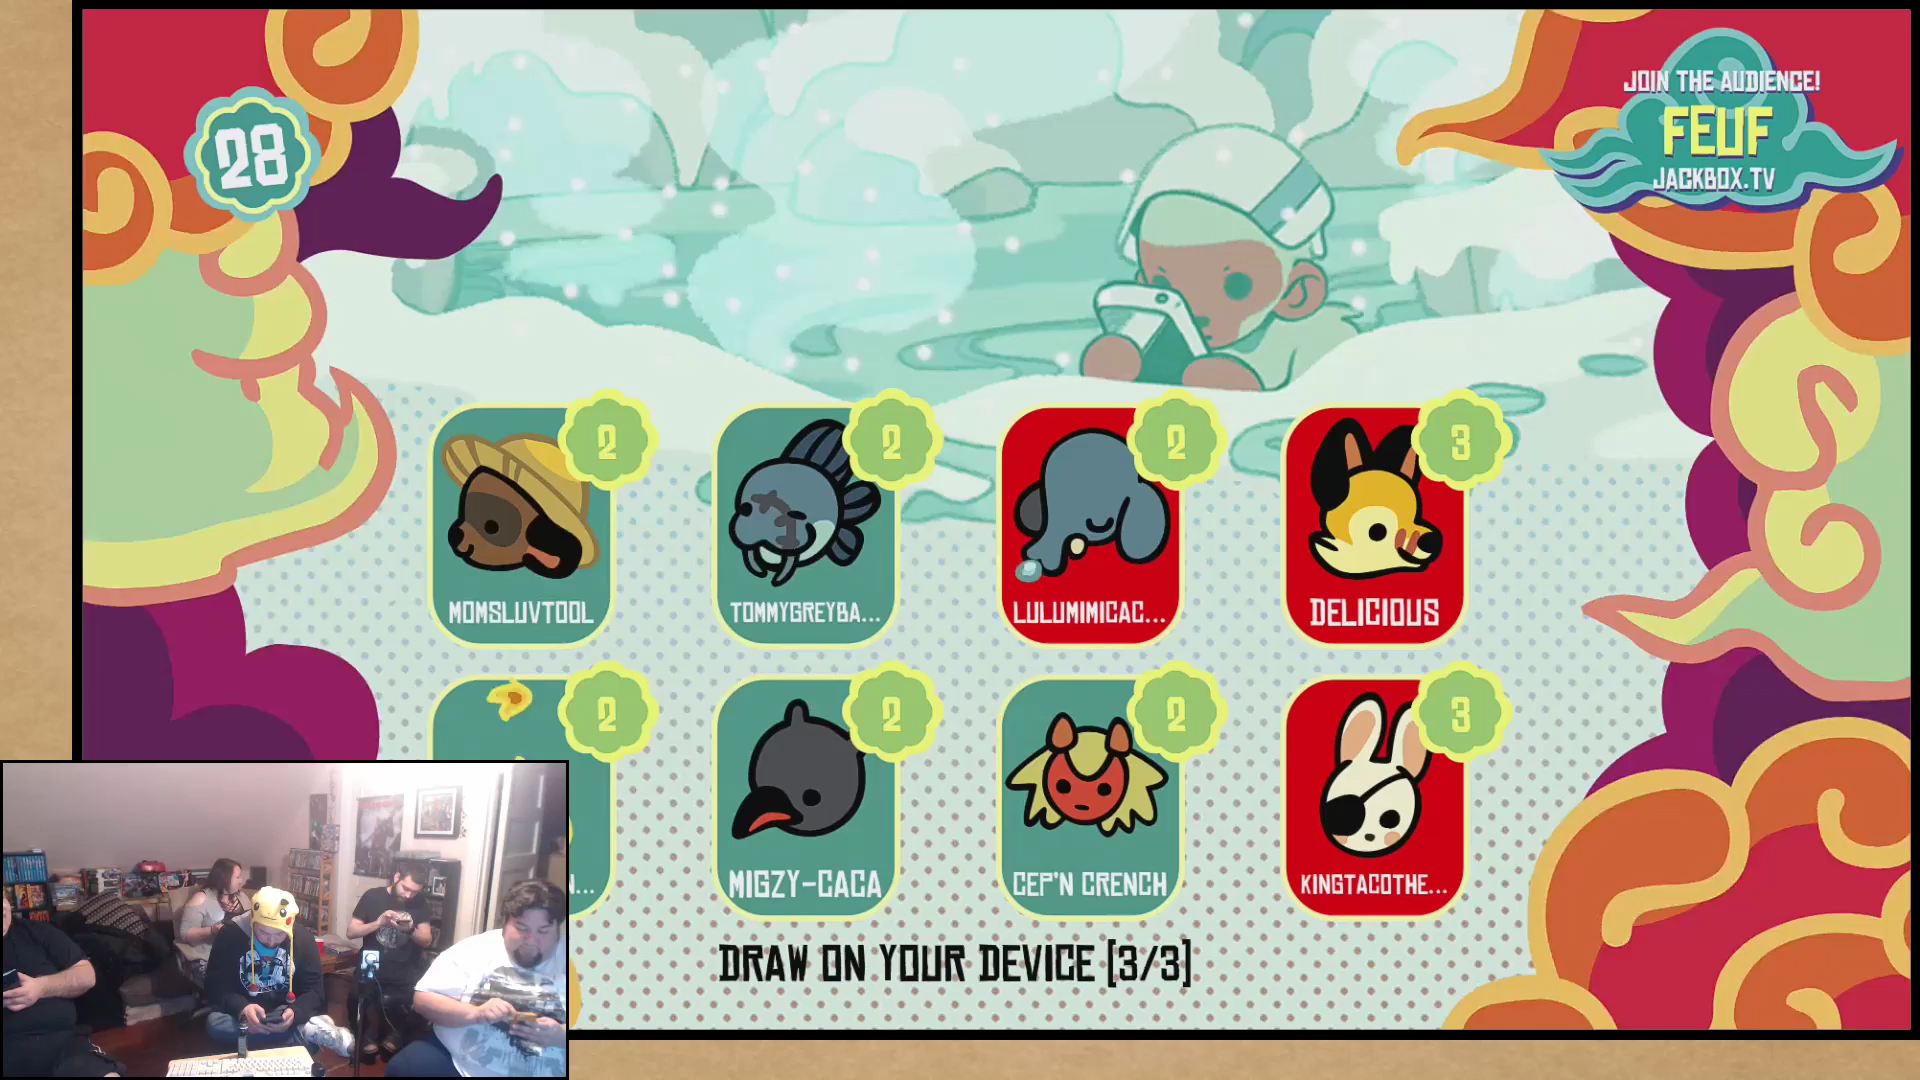 28
JOIN THE AUDIENCE!
FEUF
JACKBOX.TV
2
2
2
3
MOMSLUVTOOL
TOMMYGREYBA...
LULUMIMICAC...
DELICIOUS
2
2
2
3
N...
MIGZY-CACA
CEP'N CRENCH
KINGTACOTHE...
DRAW ON YOUR DEVICE [3/3]